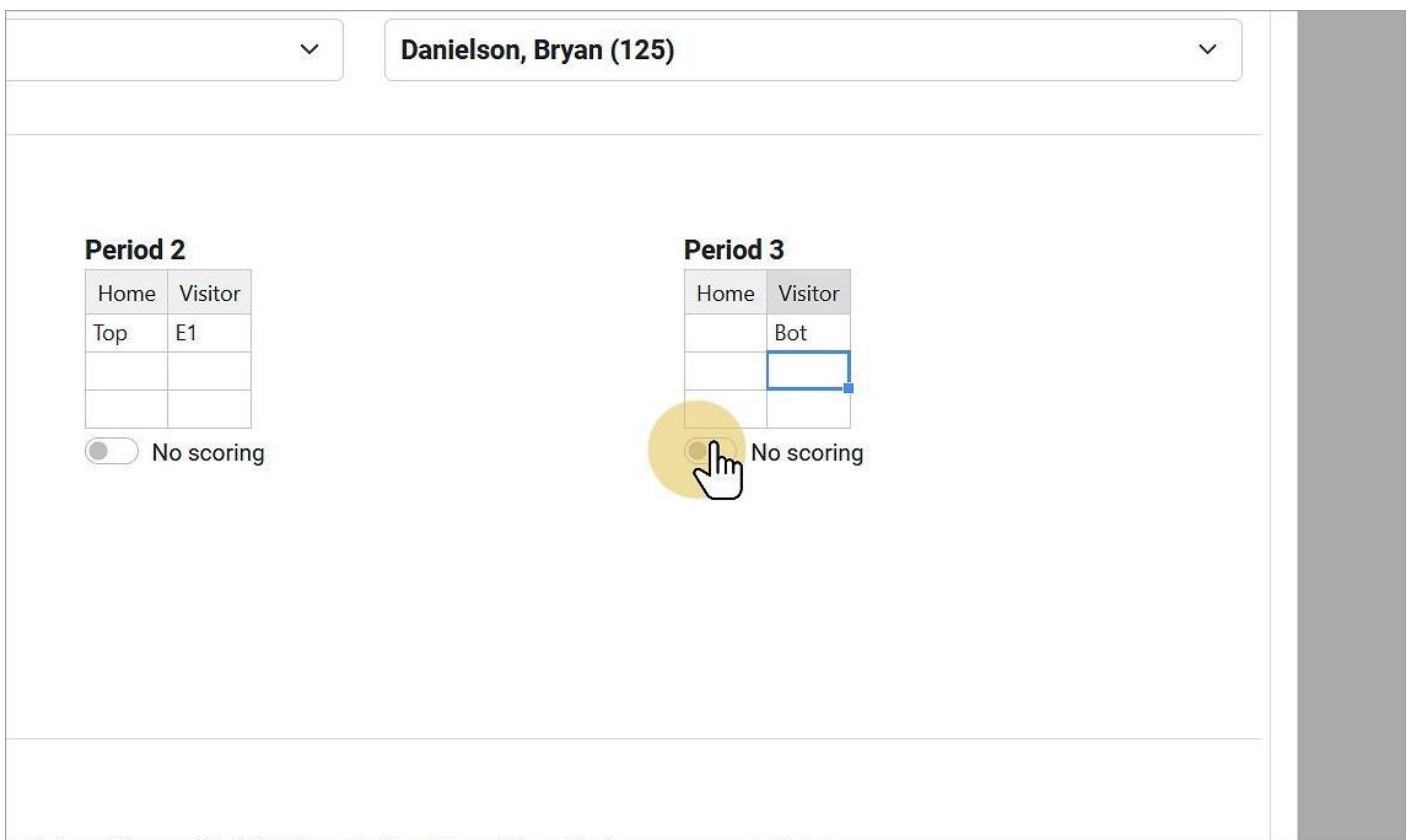 Danielson, Bryan (125)
Period 2 Period 3
Home Visitor Home Visitor
Top E1 Bot
No scoring No scoring